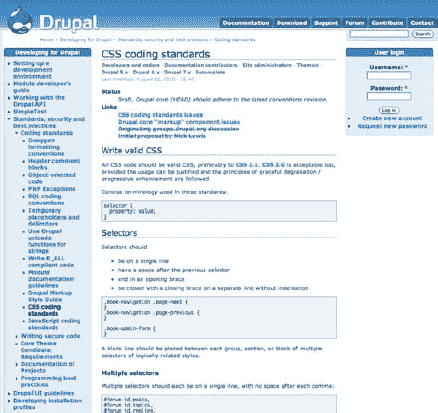 Drupal
Documentation Download Support Forum Contribute Contact
Home » Developing for Drupal » Standards, security and best practices » Coding standards
Search
Developing for Drupal
Setting up a development environment
Module developer's guide
Working with the Drupal API
SimpleTest
Standards, security and best practices
Coding standards
Doxygen formatting conventions
Header comment blocks
Object-oriented code
PHP Exceptions
SQL coding conventions
Temporary placeholders and delimiters
Use Drupal unicode functions for strings
Write E_ALL compliant code
Module documentation guidelines
Drupal Markup Style Guide
CSS coding standards
JavaScript coding standards
Writing secure code
Core Theme Candidate Requirements
Documentation of Projects
Programming best practices
Drupal UI Guidelines
Developing installation profiles
CSS coding standards
Developers and coders · Documentation contributors · Site administrators · Themers
Drupal 5.x · Drupal 6.x · Drupal 7.x
Last modified: August
Status
Draft. Drupal core (HEAD) should adhere to the latest conventions revision.
Links
CSS coding standards issues
Drupal core "markup" component issues
Originating groups.drupal.org discussion
Initial proposal by Nick Lewis
Write valid CSS
All CSS code should be valid CSS, preferably to CSS 2.1. CSS 3.0 is acceptable too,
provided the usage can be justified and the principles of graceful degradation /
progressive enhancement are followed.
Concise terminology used in these standards:
selector {
property: value;
}
Selectors
Selectors should
be on a single line
have a space after the previous selector
end in an opening brace
be closed with a closing brace on a separate line without indentation
.book-navigation .page-next {
}
.book-navigation .page-previous {
}
.book-admin-form {
}
A blank line should be placed between each group, section, or block of multiple
selectors of logically related styles.
Multiple selectors
Multiple selectors should each be on a single line, with no space after each comma:
#forum td.posts,
#forum td.topics,
#forum td.replies,
User login
Username: *
Password: *
Log in
Create new account
Request new password